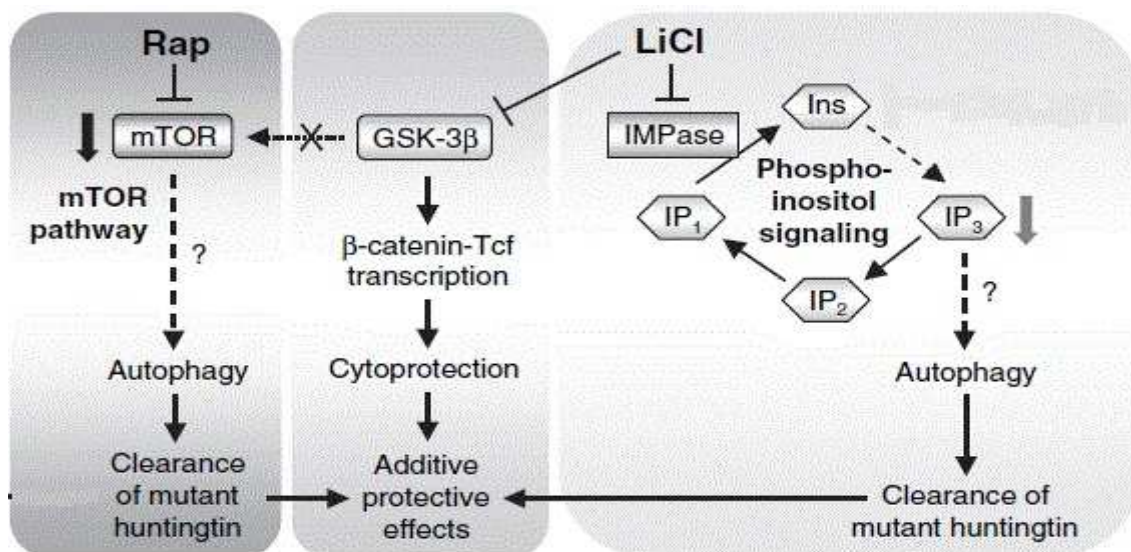 Rap
mTOR
mTOR
pathway
?
Autophagy
Clearance
of mutant
huntingtin
GSK-3β
X
β-catenin-Tcf
transcription
Cytoprotection
Additive
protective
effects
LiCl
IMPase
Ins
Phospho-
inositol
signaling
IP₁
IP₃
IP₂
?
Autophagy
Clearance of
mutant huntingtin